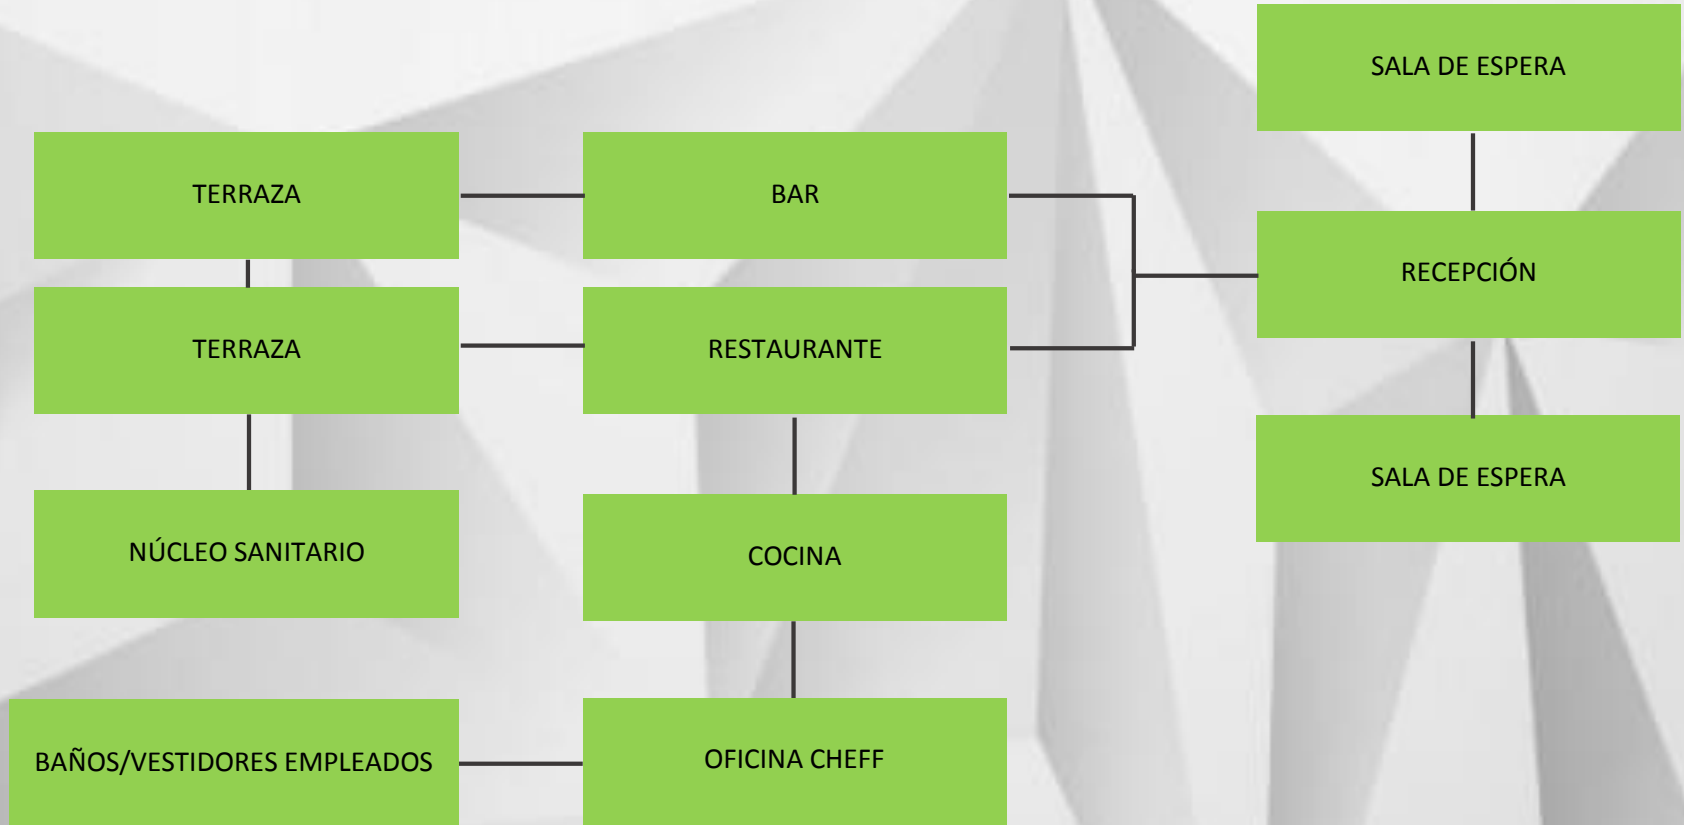 SALA DE ESPERA
TERRAZA
BAR
RECEPCIÓN
TERRAZA
RESTAURANTE
SALA DE ESPERA
NÚCLEO SANITARIO
COCINA
BAÑOS/VESTIDORES EMPLEADOS
OFICINA CHEFF